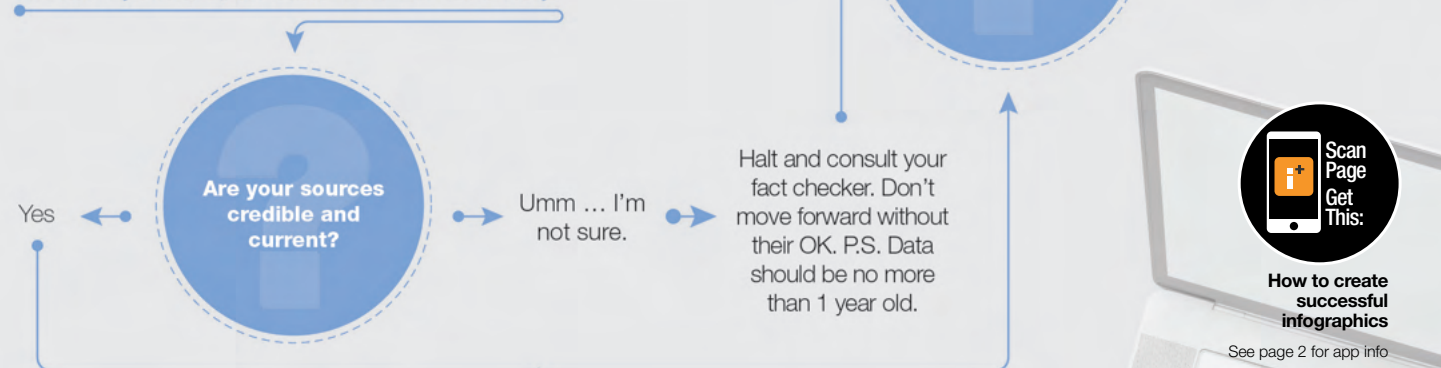 Yes
Are your sources
credible and
current?
Umm … I’m
not sure.
Halt and consult your
fact checker. Don’t
move forward without
their OK. P.S. Data
should be no more
than 1 year old.
i+
Scan
Page
Get
This:
How to create
successful
infographics
See page 2 for app info